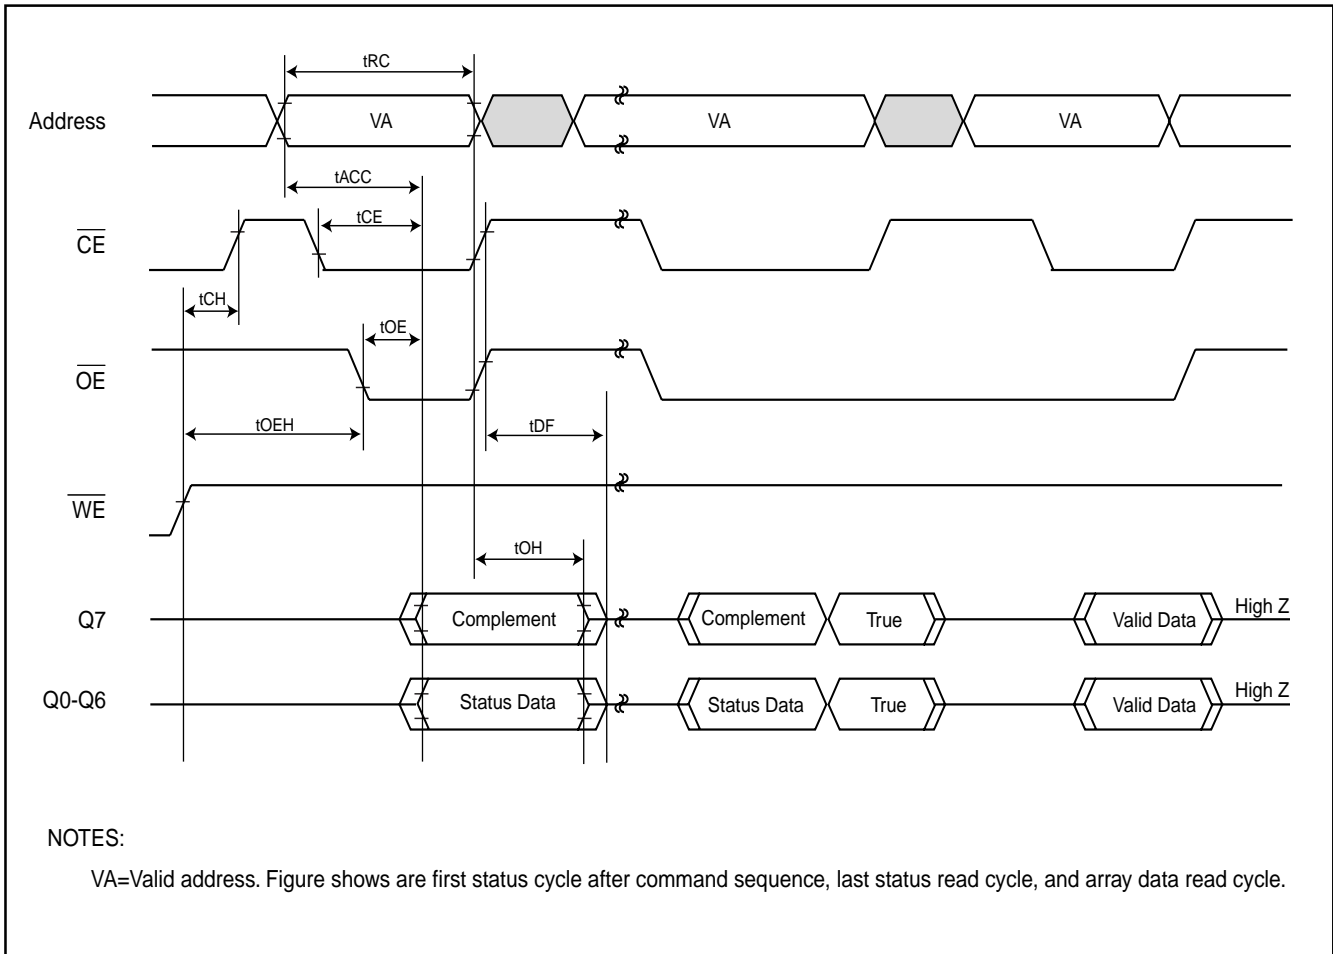 tRC
Address VA VA VA
tACC
tCE
CE
tCH
tOE
OE
tOEH tDF
WE
tOH
Q7 Complement Complement True Valid Data High Z
Q0-Q6 Status Data Status Data True Valid Data High Z
NOTES:
VA=Valid address. Figure shows are first status cycle after command sequence, last status read cycle, and array data read cycle.